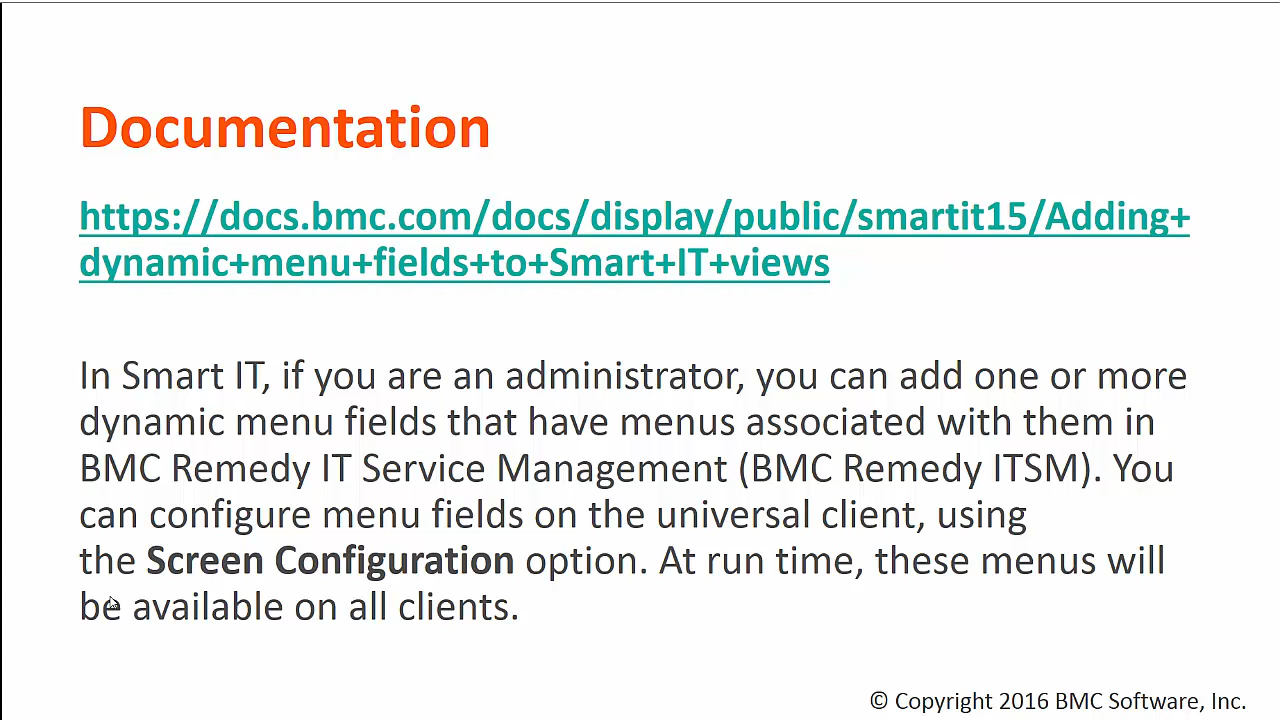 Documentation
https://docs.bmc.com/docs/display/public/smartit15/Adding+
dynamic+menu+fields+to+Smart+IT+views
In Smart IT, if you are an administrator, you can add one or more
dynamic menu fields that have menus associated with them in
BMC Remedy IT Service Management (BMC Remedy ITSM). You
can configure menu fields on the universal client, using
the Screen Configuration option. At run time, these menus will
be available on all clients.
© Copyright 2016 BMC Software, Inc.